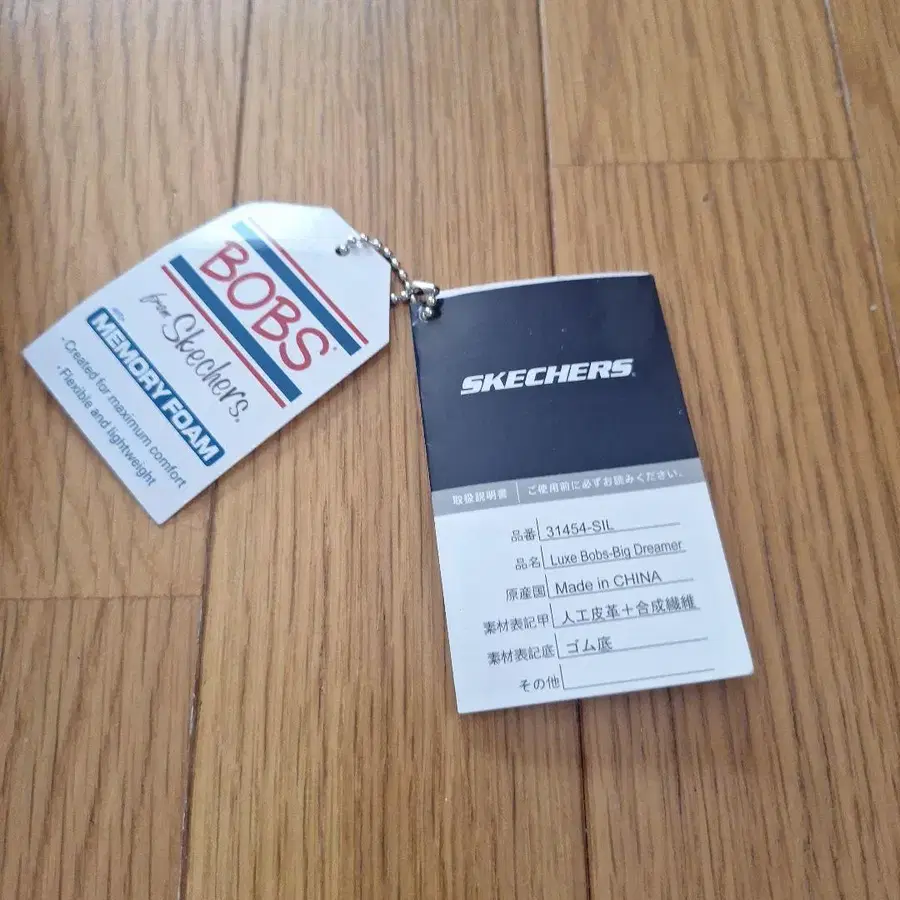 BOBS
from Skechers.
with
MEMORY FOAM
· Created for maximum comfort
· Flexible and lightweight
SKECHERS
取扱説明書 ご使用前に必ずお読みください。
品番 31454-SIL
品名 Luxe Bobs-Big Dreamer
原産国 Made in CHINA
素材表記甲 人工皮革+合成繊維
素材表記底 ゴム底
その他